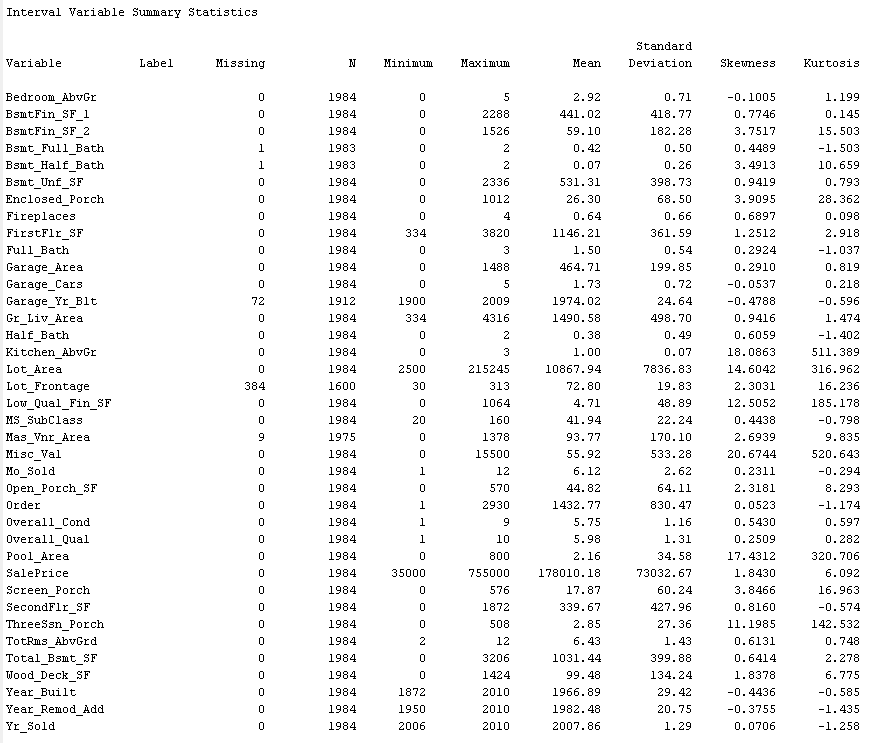 Interval Variable Summary Statistics
Standard
Variable Label Missing N Minimum Maximum Mean Deviation Skewness Kurtosis
Bedroom_AbvGr 0 1984 0 5 2.92 0.71 -0.1005 1.199
BsmtFin_SF_1 0 1984 0 2288 441.02 418.77 0.7746 0.145
BsmtFin_SF_2 0 1984 0 1526 59.10 182.28 3.7517 15.503
Bsmt_Full_Bath 1 1983 0 2 0.42 0.50 0.4489 -1.503
Bsmt_Half_Bath 1 1983 0 2 0.07 0.26 3.4913 10.659
Bsmt_Unf_SF 0 1984 0 2336 531.31 398.73 0.9419 0.793
Enclosed_Porch 0 1984 0 1012 26.30 68.50 3.9095 28.362
Fireplaces 0 1984 0 4 0.64 0.66 0.6897 0.098
FirstFlr_SF 0 1984 334 3820 1146.21 361.59 1.2512 2.918
Full_Bath 0 1984 0 3 1.50 0.54 0.2924 -1.037
Garage_Area 0 1984 0 1488 464.71 199.85 0.2910 0.819
Garage_Cars 0 1984 0 5 1.73 0.72 -0.0537 0.218
Garage_Yr_Blt 72 1912 1900 2009 1974.02 24.64 -0.4788 -0.596
Gr_Liv_Area 0 1984 334 4316 1490.58 498.70 0.9416 1.474
Half_Bath 0 1984 0 2 0.38 0.49 0.6059 -1.402
Kitchen_AbvGr 0 1984 0 3 1.00 0.07 18.0863 511.389
Lot_Area 0 1984 2500 215245 10867.94 7836.83 14.6042 316.962
Lot_Frontage 384 1600 30 313 72.80 19.83 2.3031 16.236
Low_Qual_Fin_SF 0 1984 0 1064 4.71 48.89 12.5052 185.178
MS_SubClass 0 1984 20 160 41.94 22.24 0.4438 -0.798
Mas_Vnr_Area 9 1975 0 1378 93.77 170.10 2.6939 9.835
Misc_Val 0 1984 0 15500 55.92 533.28 20.6744 520.643
Mo_Sold 0 1984 1 12 6.12 2.62 0.2311 -0.294
Open_Porch_SF 0 1984 0 570 44.82 64.11 2.3181 8.293
Order 0 1984 1 2930 1432.77 830.47 0.0523 -1.174
Overall_Cond 0 1984 1 9 5.75 1.16 0.5430 0.597
Overall_Qual 0 1984 1 10 5.98 1.31 0.2509 0.282
Pool_Area 0 1984 0 800 2.16 34.58 17.4312 320.706
SalePrice 0 1984 35000 755000 178010.18 73032.67 1.8430 6.092
Screen_Porch 0 1984 0 576 17.87 60.24 3.8466 16.963
SecondFlr_SF 0 1984 0 1872 339.67 427.96 0.8160 -0.574
ThreeSsn_Porch 0 1984 0 508 2.85 27.36 11.1985 142.532
TotRms_AbvGrd 0 1984 2 12 6.43 1.43 0.6131 0.748
Total_Bsmt_SF 0 1984 0 3206 1031.44 399.88 0.6414 2.278
Wood_Deck_SF 0 1984 0 1424 99.48 134.24 1.8378 6.775
Year_Built 0 1984 1872 2010 1966.89 29.42 -0.4436 -0.585
Year_Remod_Add 0 1984 1950 2010 1982.48 20.75 -0.3755 -1.435
Yr_Sold 0 1984 2006 2010 2007.86 1.29 0.0706 -1.258